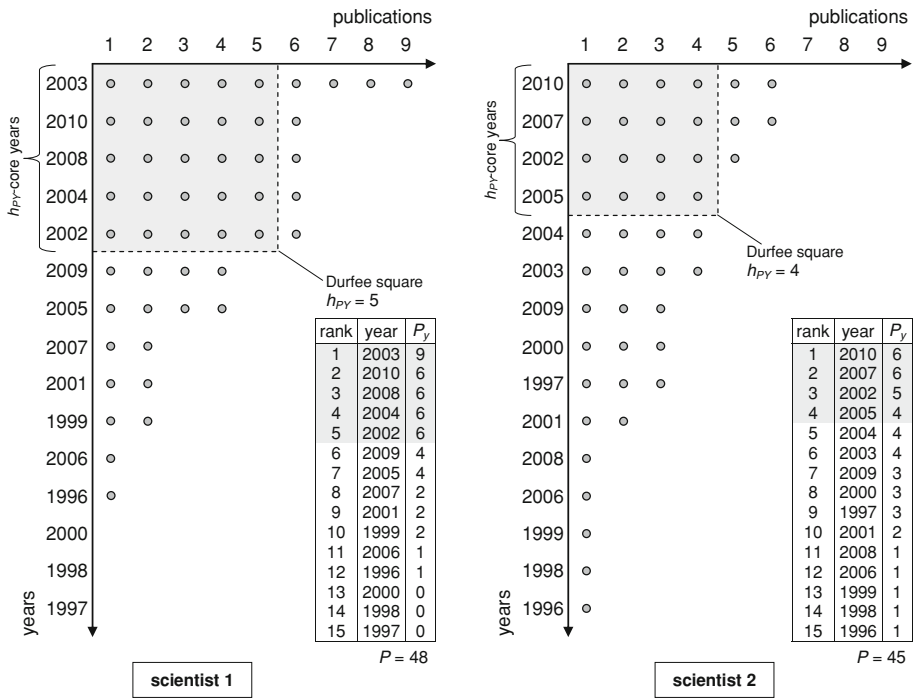 publications
1 2 3 4 5 6 7 8 9
h_PY-core years
2003
2010
2008
2004
2002
2009
2005
2007
2001
1999
2006
1996
2000
1998
1997
years
Durfee square
h_PY = 5
rank year P_y
1 2003 9
2 2010 6
3 2008 6
4 2004 6
5 2002 6
6 2009 4
7 2005 4
8 2007 2
9 2001 2
10 1999 2
11 2006 1
12 1996 1
13 2000 0
14 1998 0
15 1997 0
P = 48
scientist 1
publications
1 2 3 4 5 6 7 8 9
h_PY-core years
2010
2007
2002
2005
2004
2003
2009
2000
1997
2001
2008
2006
1999
1998
1996
years
Durfee square
h_PY = 4
rank year P_y
1 2010 6
2 2007 6
3 2002 5
4 2005 4
5 2004 4
6 2003 4
7 2009 3
8 2000 3
9 1997 3
10 2001 2
11 2008 1
12 2006 1
13 1999 1
14 1998 1
15 1996 1
P = 45
scientist 2